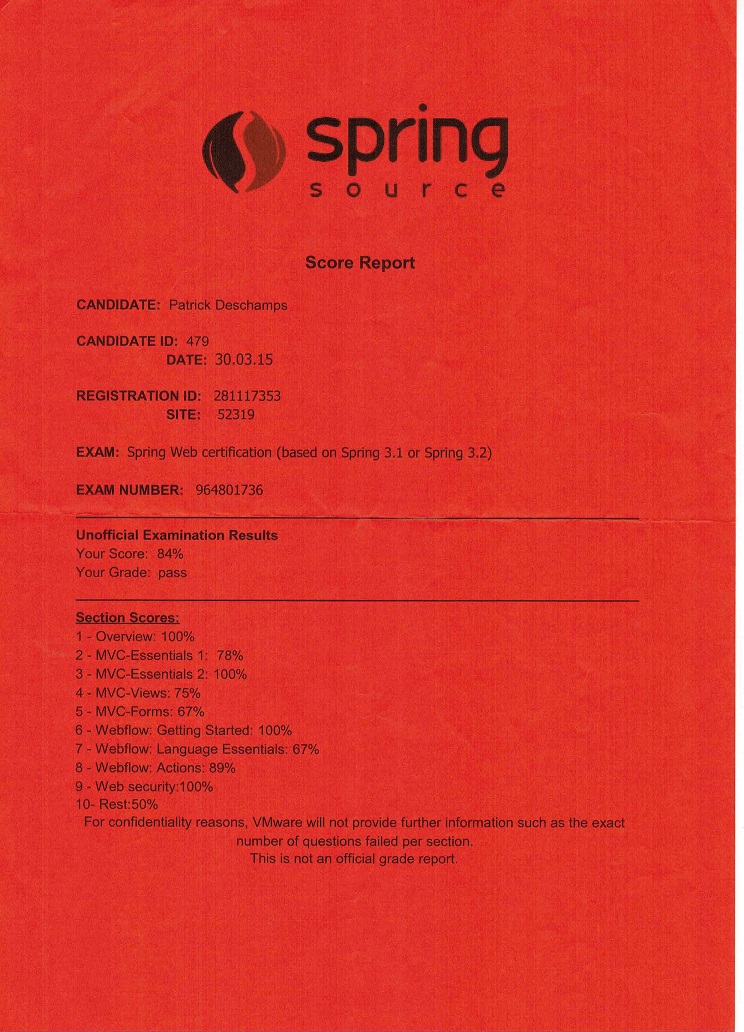 spring
source
Score Report
CANDIDATE: Patrick Deschamps
CANDIDATE ID: 479
DATE: 30.03.15
REGISTRATION ID: 281117353
SITE: 52319
EXAM: Spring Web certification (based on Spring 3.1 or Spring 3.2)
EXAM NUMBER: 964801736
Unofficial Examination Results
Your Score: 84%
Your Grade: pass
Section Scores:
1 - Overview: 100%
2 - MVC-Essentials 1: 78%
3 - MVC-Essentials 2: 100%
4 - MVC-Views: 75%
5 - MVC-Forms: 67%
6 - Webflow: Getting Started: 100%
7 - Webflow: Language Essentials: 67%
8 - Webflow: Actions: 89%
9 - Web security:100%
10- Rest:50%
For confidentiality reasons, VMware will not provide further information such as the exact
number of questions failed per section.
This is not an official grade report.